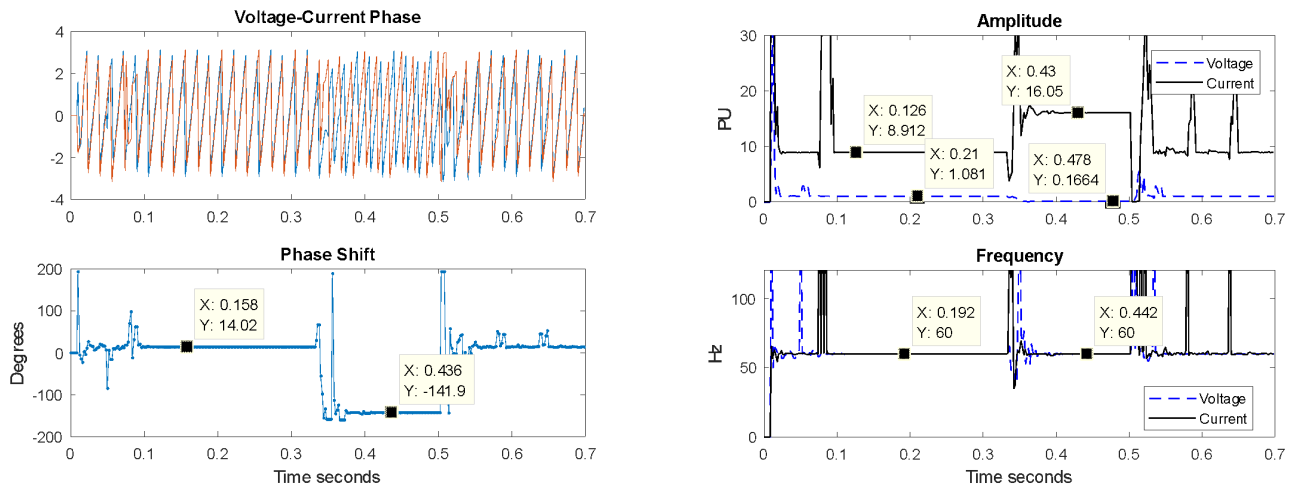 Voltage-Current Phase
4
2
0
-2
-4
0
0.1
0.2
0.3
0.4
0.5
0.6
0.7
Amplitude
PU
30
20
10
0
Voltage
Current
X: 0.43
Y: 16.05
X: 0.126
Y: 8.912
X: 0.21
Y: 1.081
X: 0.478
Y: 0.1664
0
0.1
0.2
0.3
0.4
0.5
0.6
0.7
Phase Shift
Degrees
200
100
0
-100
-200
X: 0.158
Y: 14.02
X: 0.436
Y: -141.9
0
0.1
0.2
0.3
0.4
0.5
0.6
0.7
Time seconds
Frequency
Hz
100
50
0
X: 0.192
Y: 60
X: 0.442
Y: 60
Voltage
Current
0
0.1
0.2
0.3
0.4
0.5
0.6
0.7
Time seconds